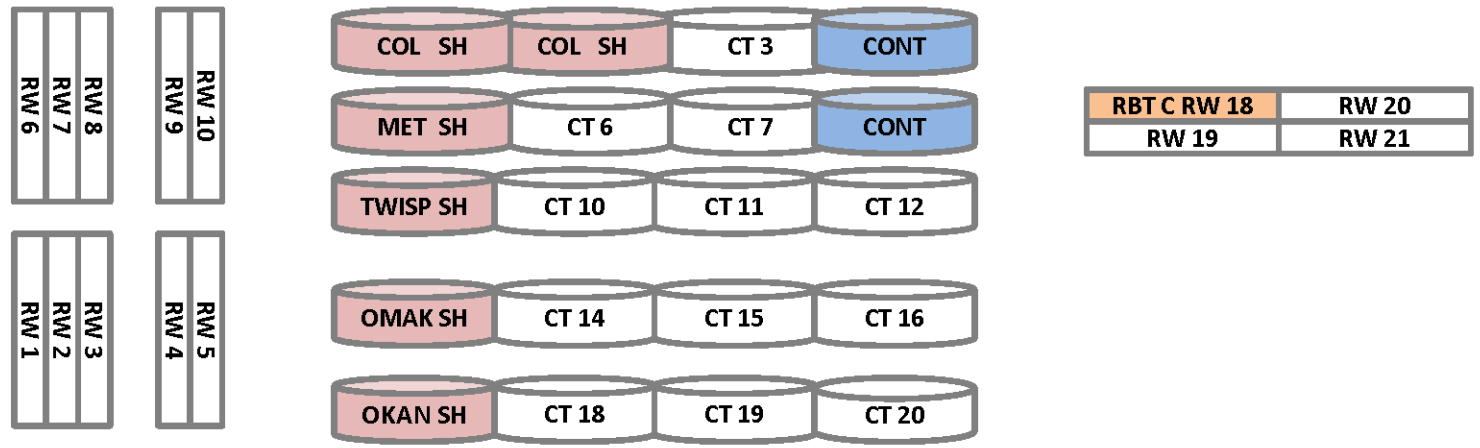 RW 6
RW 7
RW 8
RW 9
RW 10
COL SH
COL SH
CT 3
CONT
MET SH
CT 6
CT 7
CONT
TWISP SH
CT 10
CT 11
CT 12
RBT C RW 18
RW 20
RW 19
RW 21
RW 1
RW 2
RW 3
RW 4
RW 5
OMAK SH
CT 14
CT 15
CT 16
OKAN SH
CT 18
CT 19
CT 20